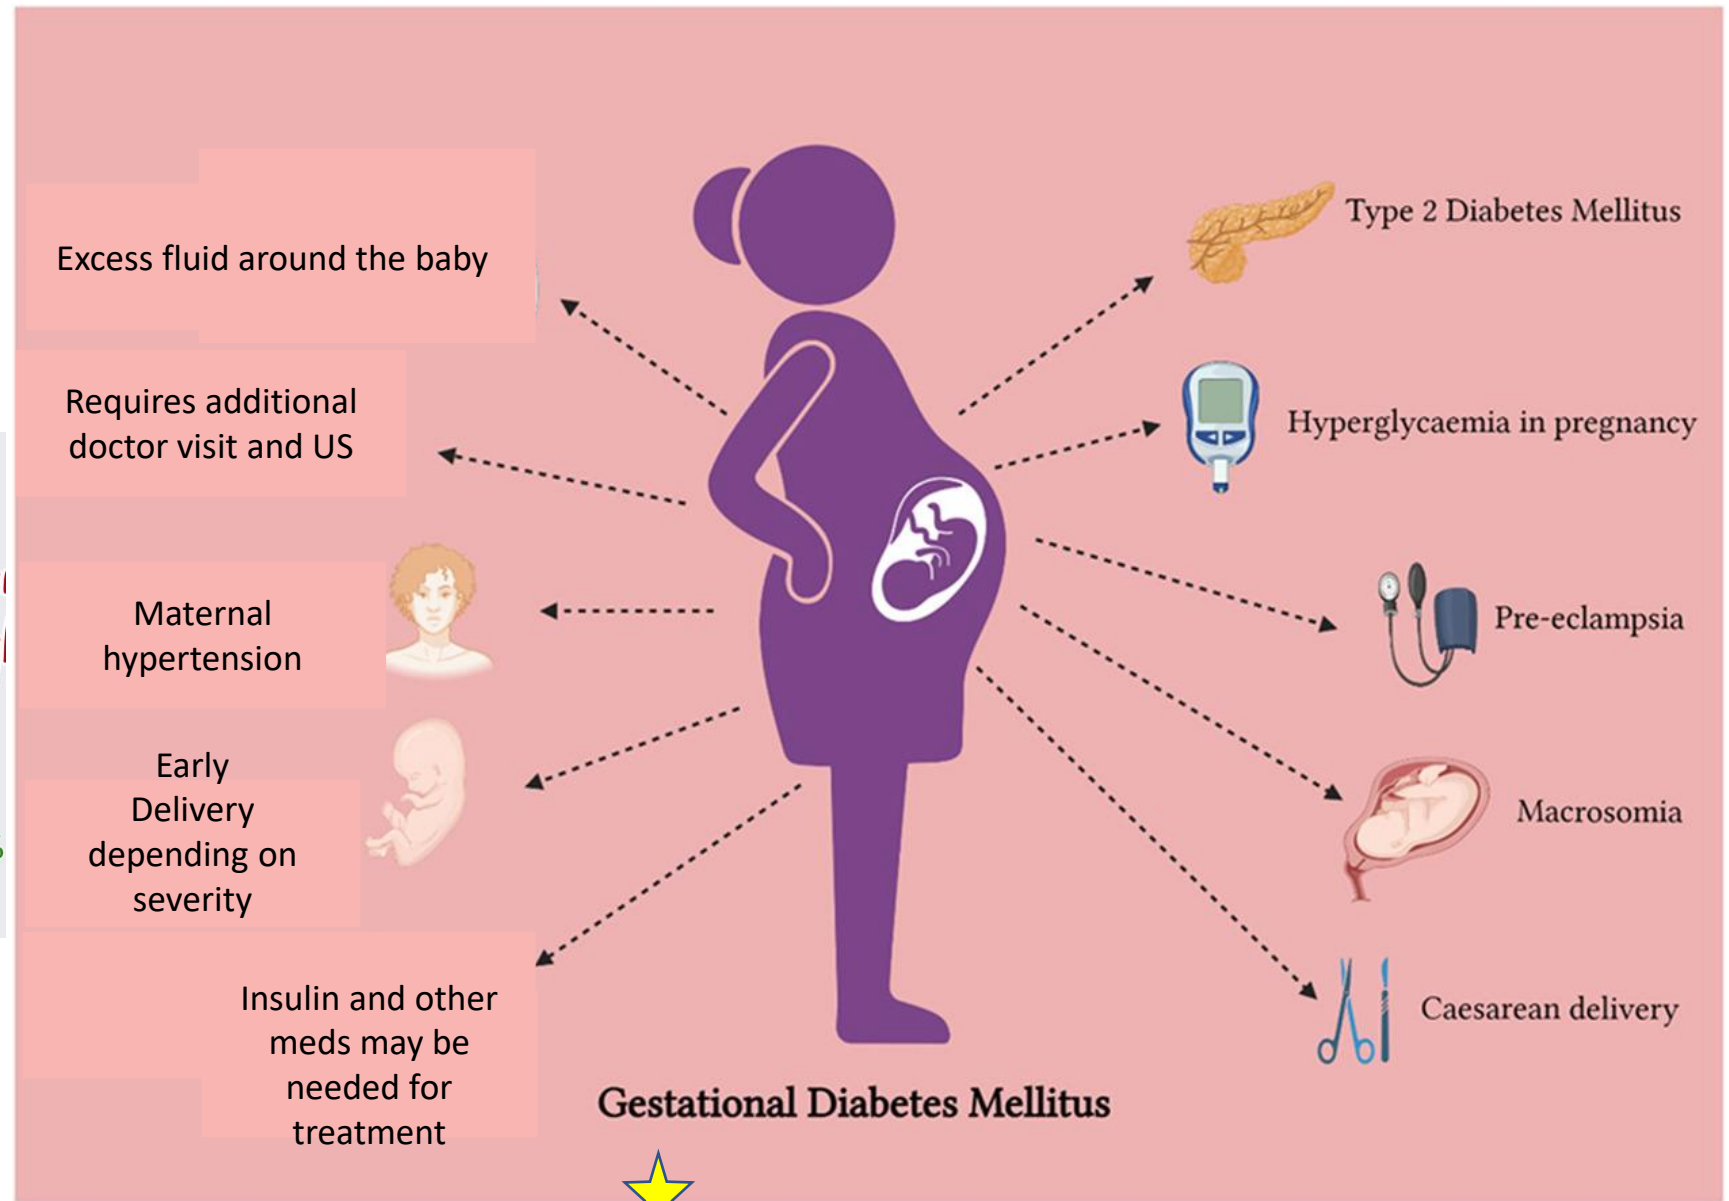 Excess fluid around the baby
Requires additional
doctor visit and US
Maternal
hypertension
Early
Delivery
depending on
severity
Insulin and other
meds may be
needed for
treatment
Type 2 Diabetes Mellitus
Hyperglycaemia in pregnancy
Pre-eclampsia
Macrosomia
Caesarean delivery
Gestational Diabetes Mellitus